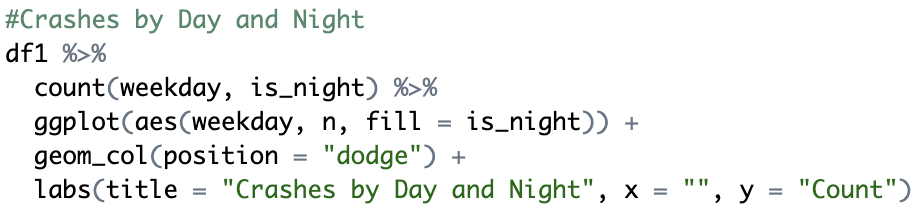 #Crashes by Day and Night
df1 %>%
  count(weekday, is_night) %>%
  ggplot(aes(weekday, n, fill = is_night)) +
  geom_col(position = "dodge") +
  labs(title = "Crashes by Day and Night", x = "", y = "Count")